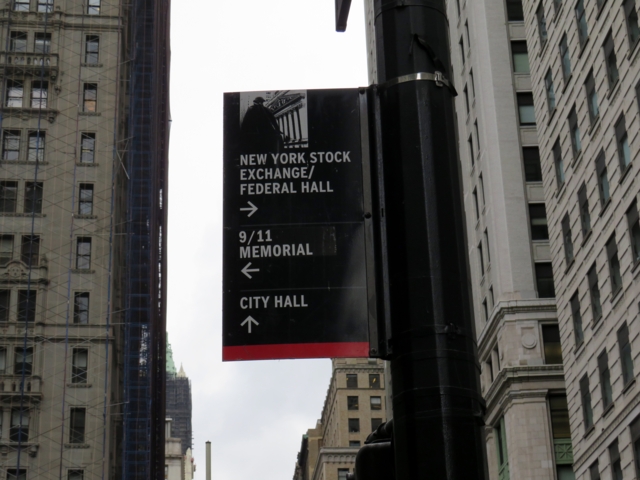 NEW YORK STOCK
EXCHANGE/
FEDERAL HALL
→
9/11
MEMORIAL
←
CITY HALL
↑